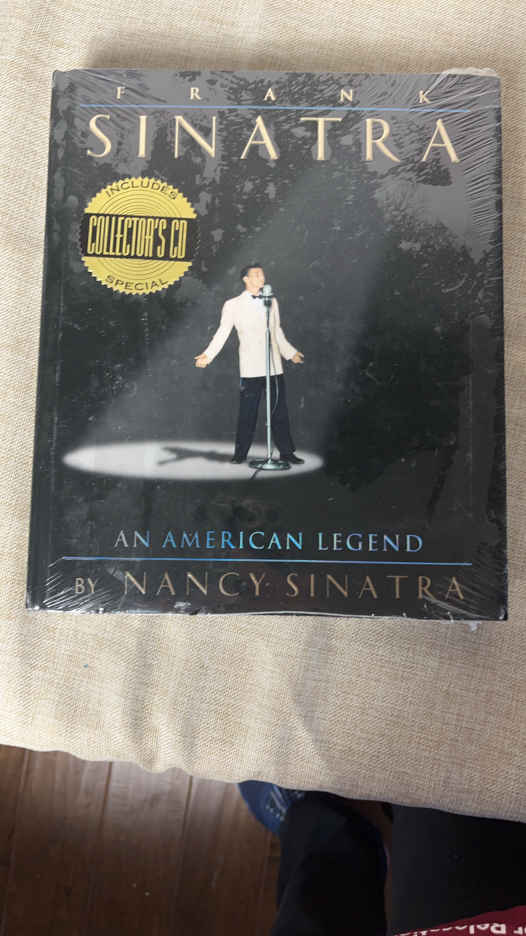 FRANK
SINATRA
INCLUDES
COLLECTOR'S CD
SPECIAL
AN AMERICAN LEGEND
BY NANCY SINATRA